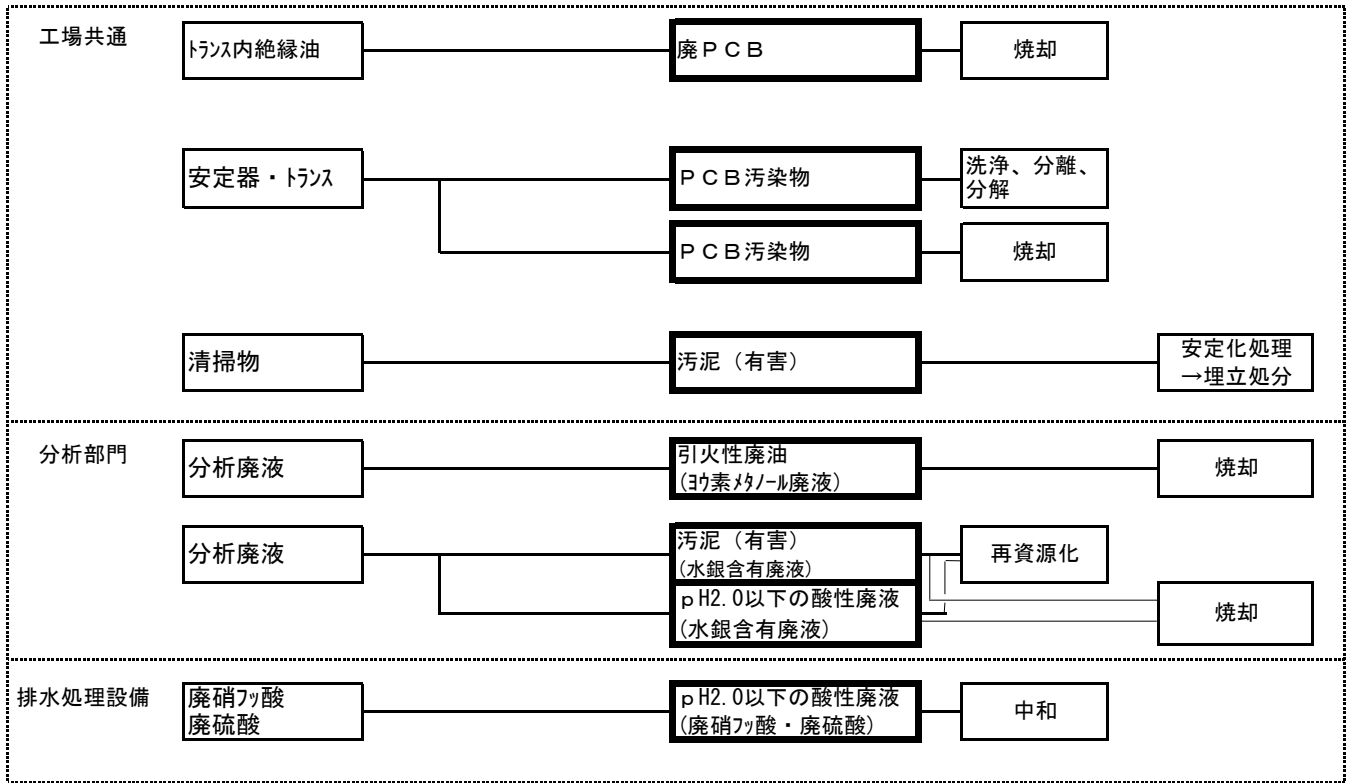 工場共通
ﾄﾗﾝｽ内絶縁油
廃ＰＣＢ
焼却
安定器・ﾄﾗﾝｽ
ＰＣＢ汚染物
洗浄、分離、
分解
ＰＣＢ汚染物
焼却
清掃物
汚泥（有害）
安定化処理
→埋立処分
分析部門
分析廃液
引火性廃油
(ﾖｳ素ﾒﾀﾉｰﾙ廃液)
焼却
分析廃液
汚泥（有害）
(水銀含有廃液)
再資源化
ｐH2.0以下の酸性廃液
(水銀含有廃液)
焼却
排水処理設備
廃硝ﾌｯ酸
廃硫酸
ｐH2.0以下の酸性廃液
(廃硝ﾌｯ酸・廃硫酸)
中和